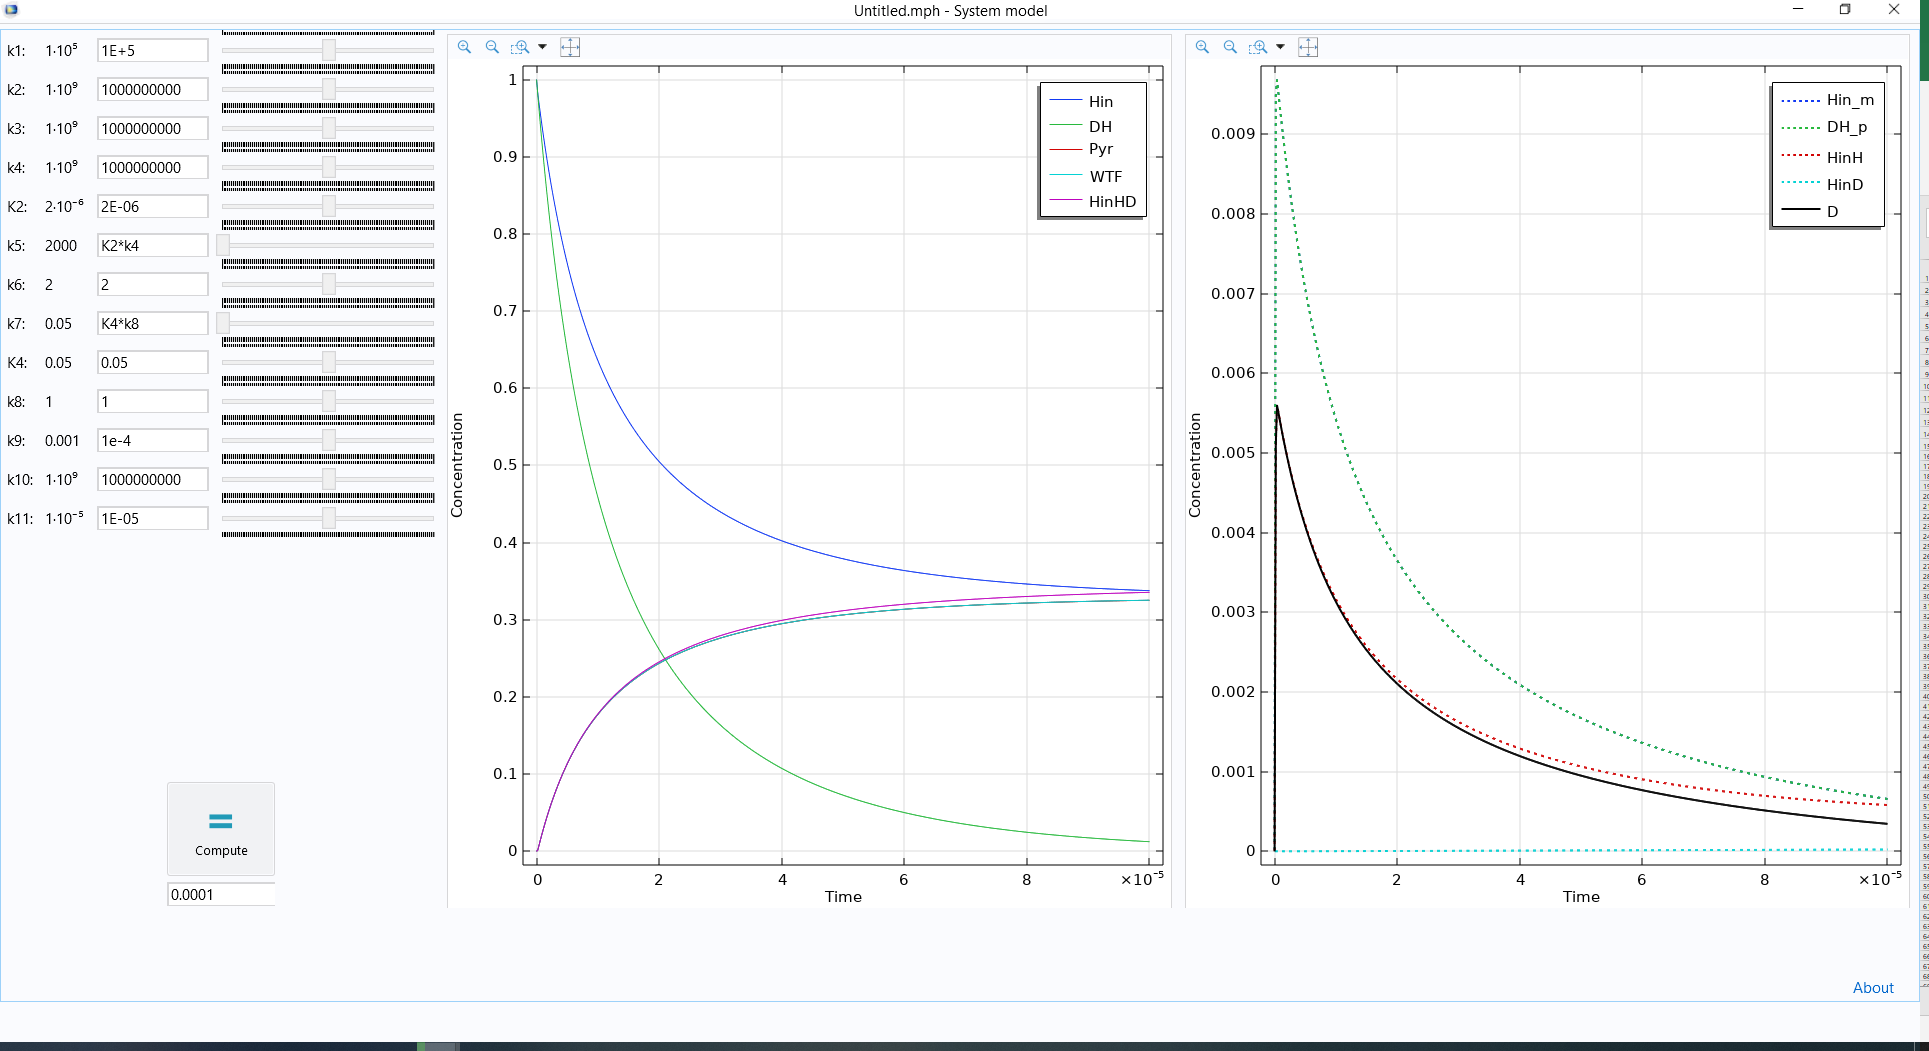 Untitled.mph - System model
k1: 1·10⁵ 1E+5
k2: 1·10⁹ 1000000000
k3: 1·10⁹ 1000000000
k4: 1·10⁹ 1000000000
K2: 2·10⁻⁶ 2E-06
k5: 2000 K2*k4
k6: 2 2
k7: 0.05 K4*k8
K4: 0.05 0.05
k8: 1 1
k9: 0.001 1e-4
k10: 1·10⁹ 1000000000
k11: 1·10⁻⁵ 1E-05
Compute
0.0001
Concentration
1
0.9
0.8
0.7
0.6
0.5
0.4
0.3
0.2
0.1
0
0 2 4 6 8 ×10⁻⁵
Time
Hin
DH
Pyr
WTF
HinHD
Concentration
0.009
0.008
0.007
0.006
0.005
0.004
0.003
0.002
0.001
0
0 2 4 6 8 ×10⁻⁵
Time
Hin_m
DH_p
HinH
HinD
D
About